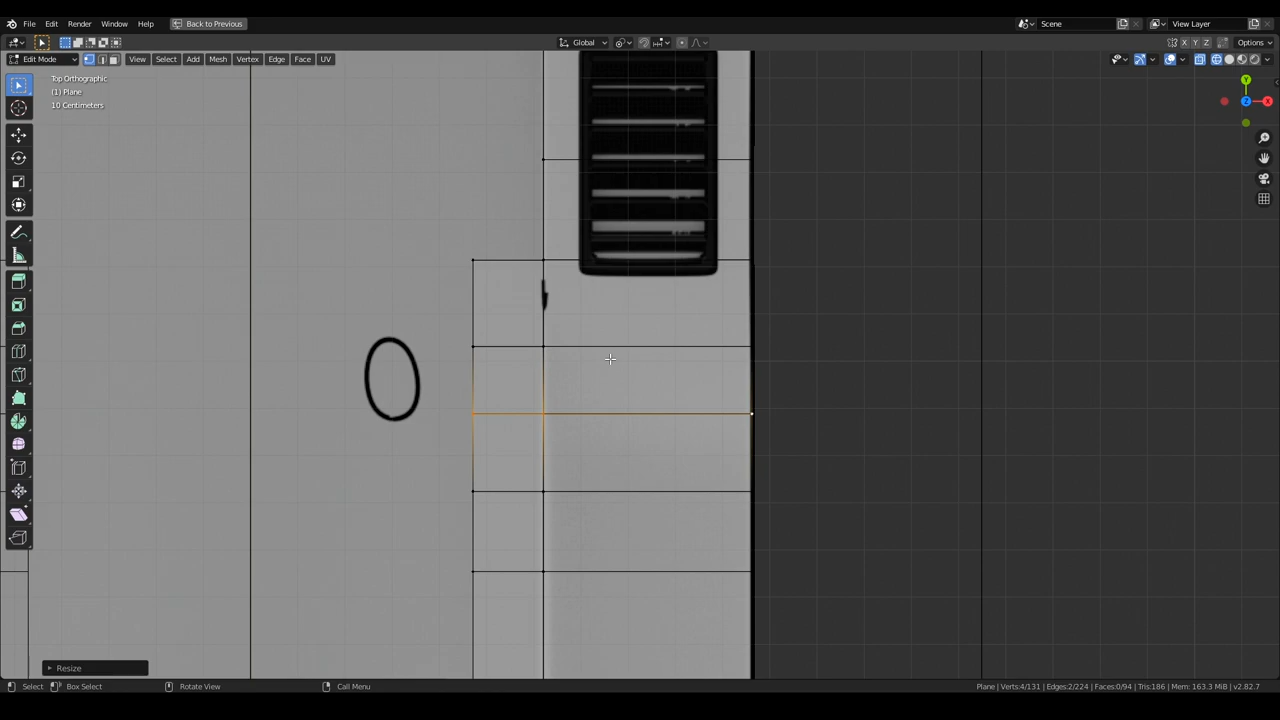 File Edit Render Window Help Back to Previous Scene View Layer
Global X Y Z Options
Edit Mode View Select Add Mesh Vertex Edge Face UV
Top Orthographic
(1) Plane
10 Centimeters
Y
Z X
Resize
Select Box Select Rotate View Call Menu Plane | Verts:4/131 | Edges:2/224 | Faces:0/94 | Tris:186 | Mem: 163.3 MiB | v2.82.7